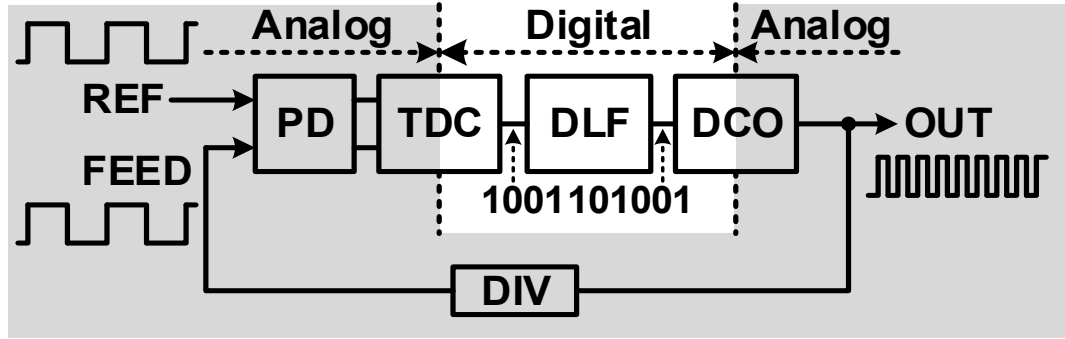 Analog Digital Analog
REF PD TDC DLF DCO OUT
FEED
1001101001
DIV